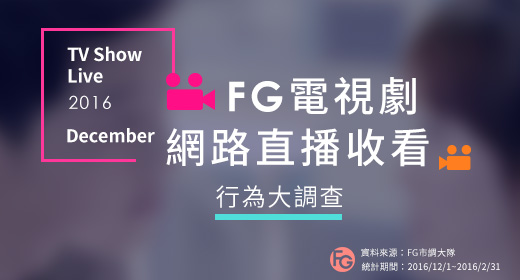 TV Show
Live
2016
December
FG電視劇
網路直播收看
行為大調查
FG
資料來源：FG市調大隊
統計期間：2016/12/1~2016/2/31